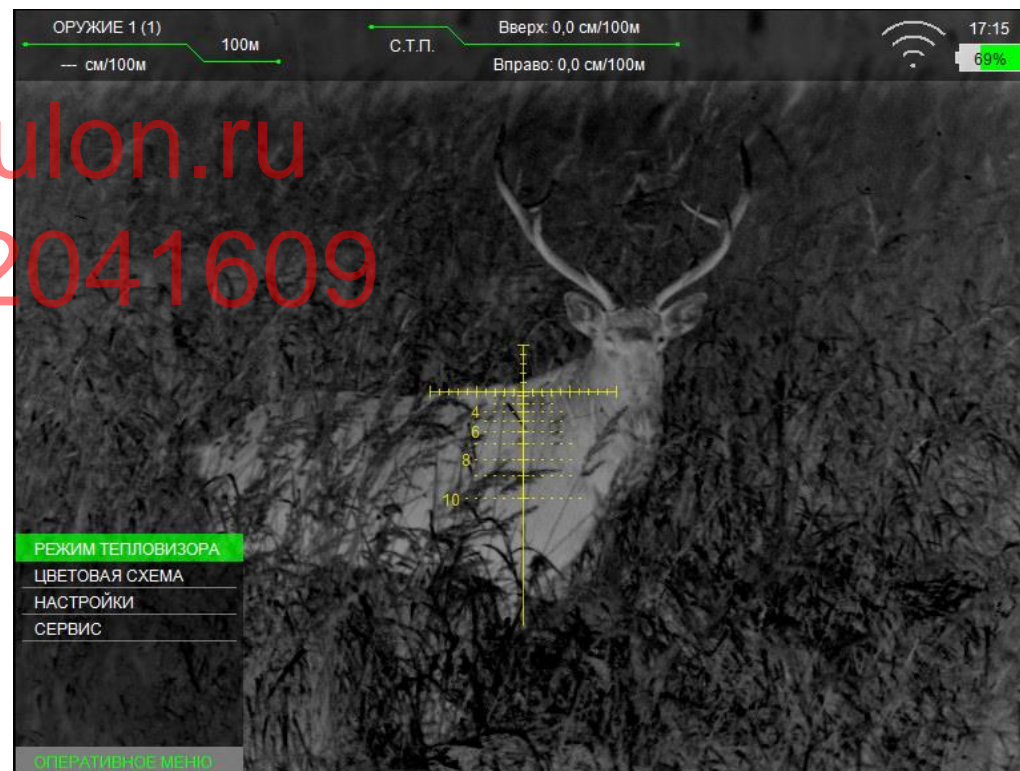 ОРУЖИЕ 1 (1)
100м
--- см/100м
С.Т.П.
Вверх: 0,0 см/100м
Вправо: 0,0 см/100м
17:15
69%
ulon.ru
2041609
4
6
8
10
РЕЖИМ ТЕПЛОВИЗОРА
ЦВЕТОВАЯ СХЕМА
НАСТРОЙКИ
СЕРВИС
ОПЕРАТИВНОЕ МЕНЮ